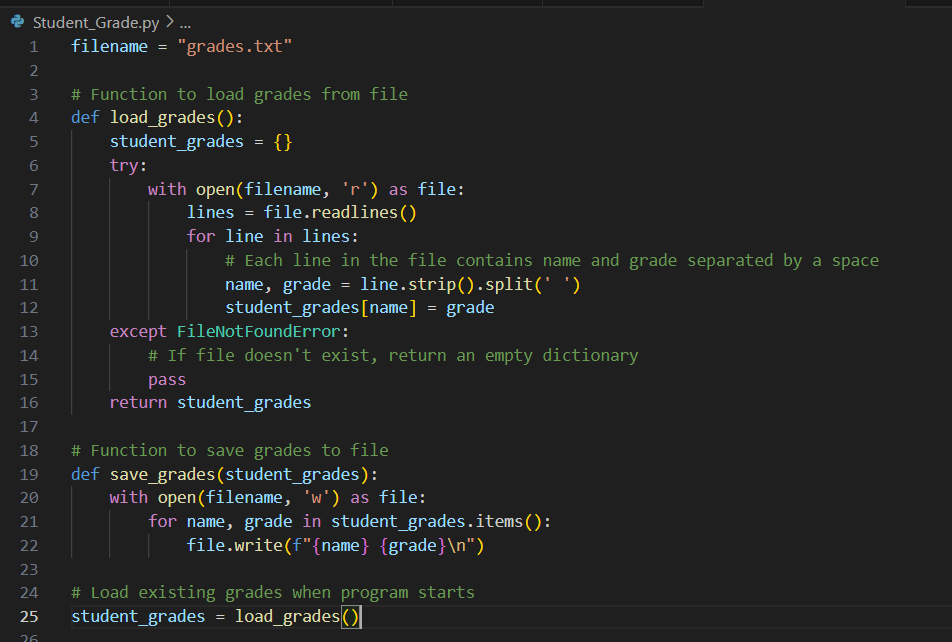 Student_Grade.py > ...
1 filename = "grades.txt"
2
3 # Function to load grades from file
4 def load_grades():
5     student_grades = {}
6     try:
7         with open(filename, 'r') as file:
8             lines = file.readlines()
9             for line in lines:
10                 # Each line in the file contains name and grade separated by a space
11                 name, grade = line.strip().split(' ')
12                 student_grades[name] = grade
13     except FileNotFoundError:
14         # If file doesn't exist, return an empty dictionary
15         pass
16     return student_grades
17
18 # Function to save grades to file
19 def save_grades(student_grades):
20     with open(filename, 'w') as file:
21         for name, grade in student_grades.items():
22             file.write(f"{name} {grade}\n")
23
24 # Load existing grades when program starts
25 student_grades = load_grades()
26